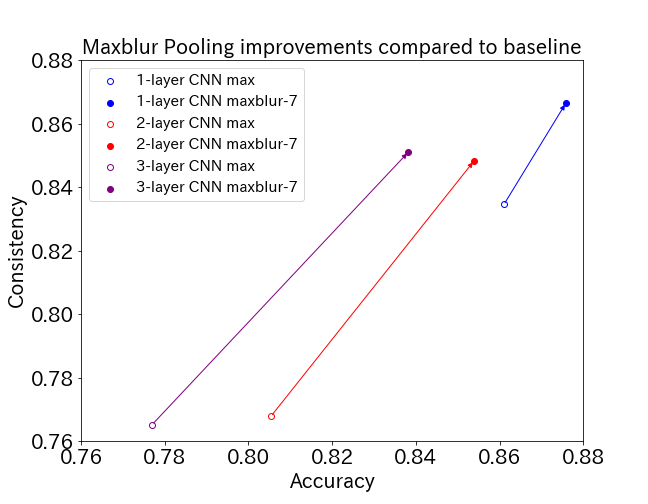 Maxblur Pooling improvements compared to baseline
0.88
0.86
0.84
0.82
0.80
0.78
0.76
Consistency
1-layer CNN max
1-layer CNN maxblur-7
2-layer CNN max
2-layer CNN maxblur-7
3-layer CNN max
3-layer CNN maxblur-7
0.76 0.78 0.80 0.82 0.84 0.86 0.88
Accuracy